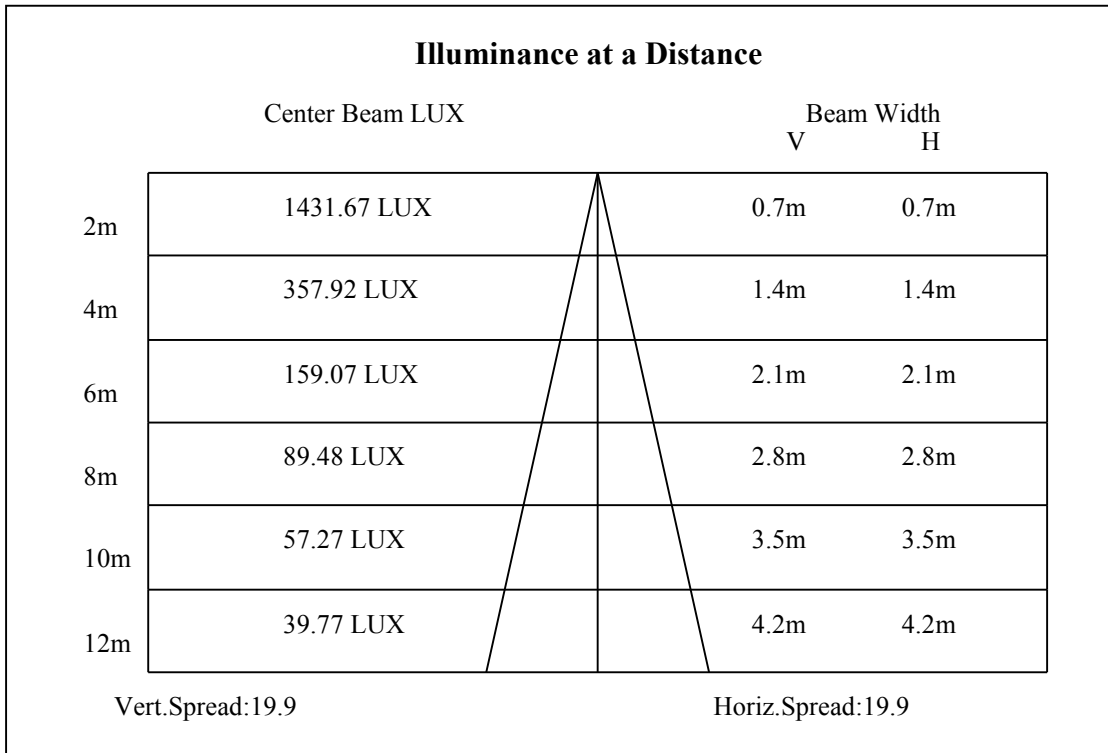 Illuminance at a Distance
Center Beam LUX Beam Width
V H
2m 1431.67 LUX 0.7m 0.7m
4m 357.92 LUX 1.4m 1.4m
6m 159.07 LUX 2.1m 2.1m
8m 89.48 LUX 2.8m 2.8m
10m 57.27 LUX 3.5m 3.5m
12m 39.77 LUX 4.2m 4.2m
Vert.Spread:19.9 Horiz.Spread:19.9